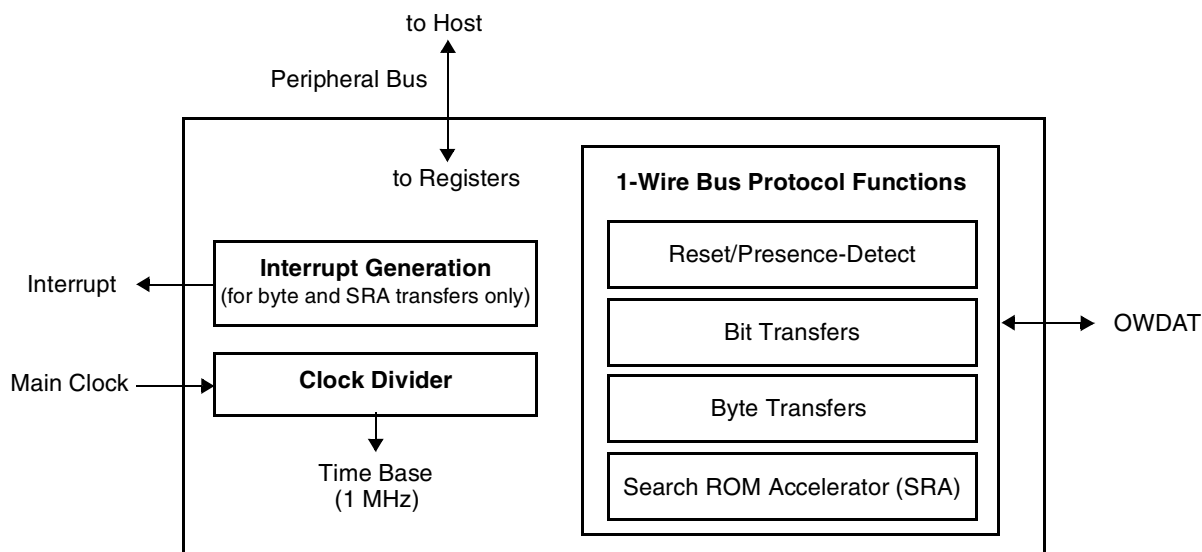 to Host
Peripheral Bus
to Registers
1-Wire Bus Protocol Functions
Reset/Presence-Detect
Interrupt Generation
(for byte and SRA transfers only)
Interrupt
Bit Transfers
OWDAT
Main Clock
Clock Divider
Byte Transfers
Time Base
(1 MHz)
Search ROM Accelerator (SRA)